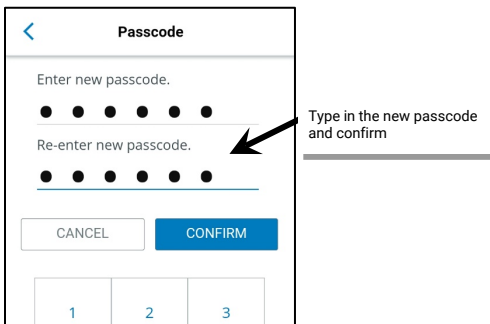 Passcode
Enter new passcode.
Re-enter new passcode.
Type in the new passcode
and confirm
CANCEL
CONFIRM
1
2
3